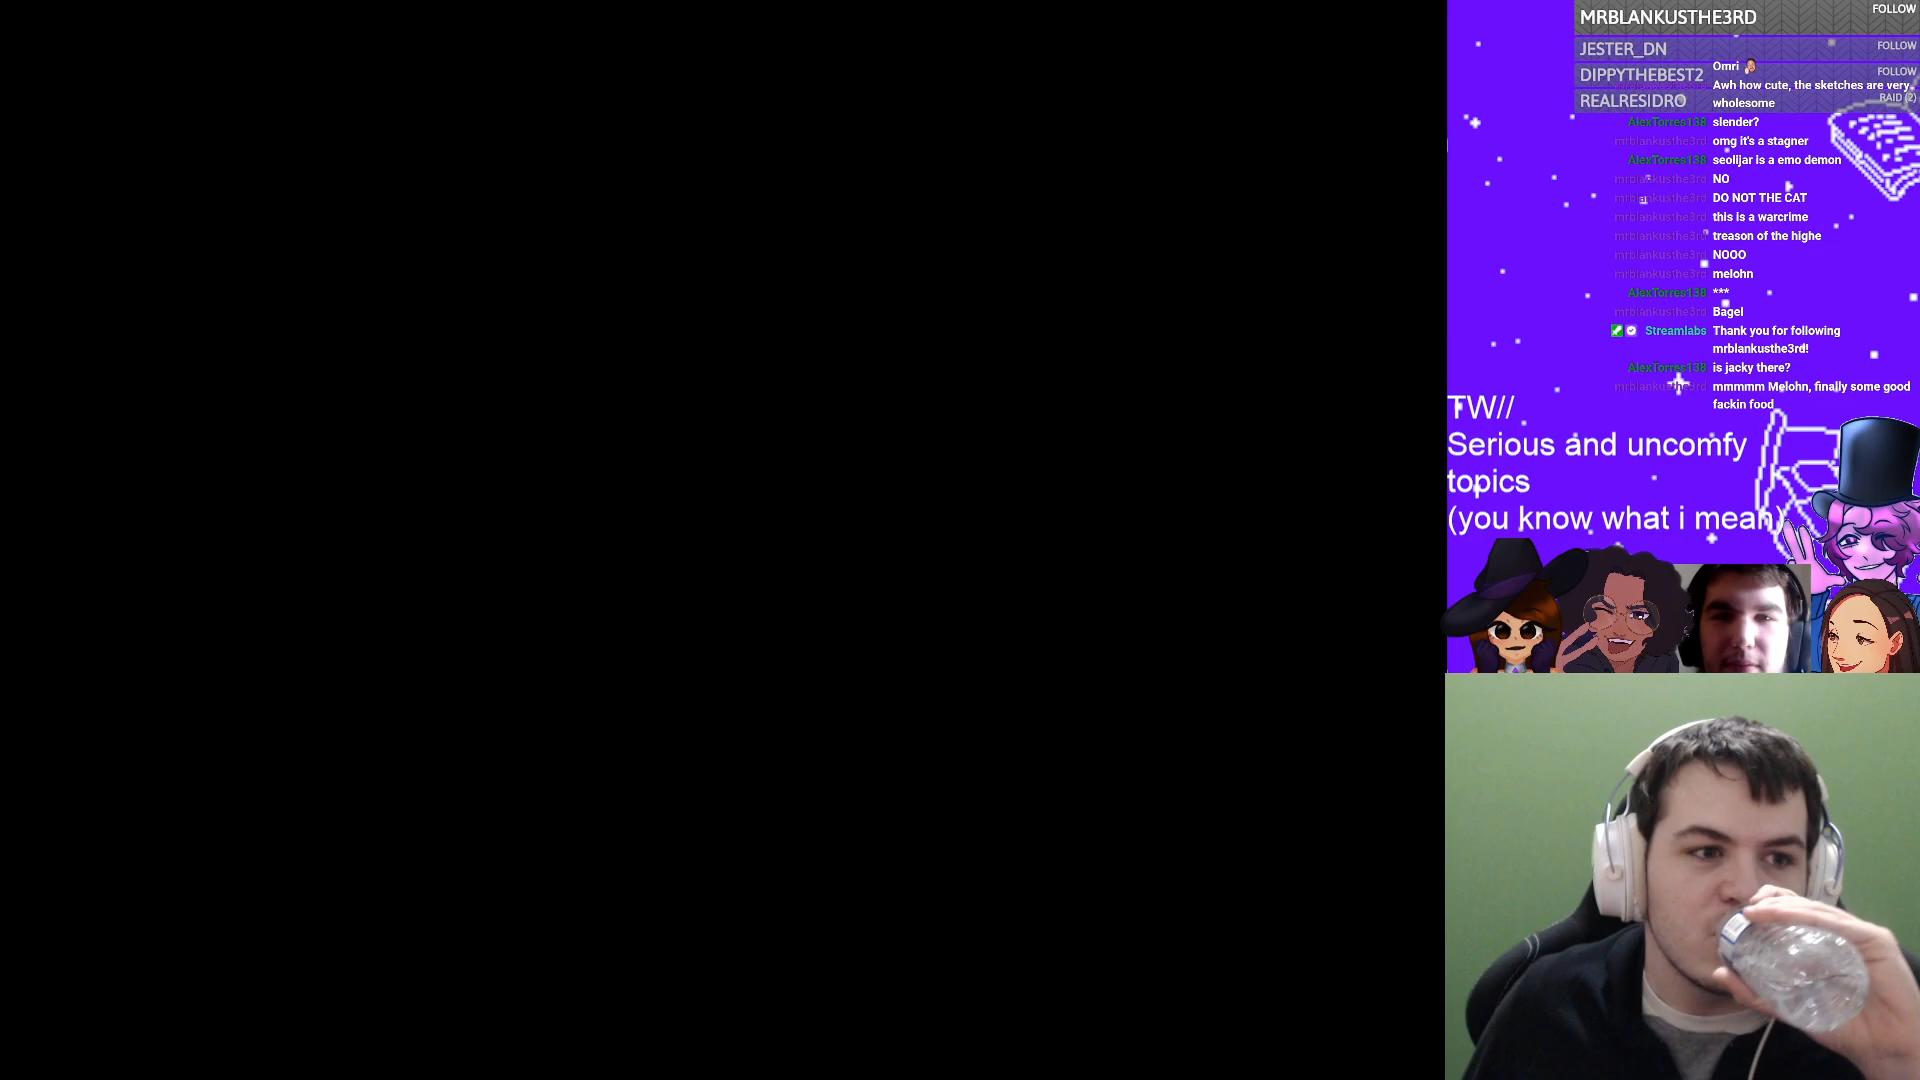 MRBLANKUSTHE3RD FOLLOW
JESTER_DN FOLLOW
DIPPYTHEBEST2 FOLLOW
REALRESIDRO RAID (2)
Omri
Awh how cute, the sketches are very
wholesome
AlexTorres138 slender?
mrblankusthe3rd omg it's a stagner
AlexTorres138 seolijar is a emo demon
mrblankusthe3rd NO
mrblankusthe3rd DO NOT THE CAT
mrblankusthe3rd this is a warcrime
mrblankusthe3rd treason of the highe
mrblankusthe3rd NOOO
mrblankusthe3rd melohn
AlexTorres138 ***
mrblankusthe3rd Bagel
Streamlabs Thank you for following
mrblankusthe3rd!
AlexTorres138 is jacky there?
mrblankusthe3rd mmmmm Melohn, finally some good
fackin food
TW//
Serious and uncomfy
topics
(you know what i mean)